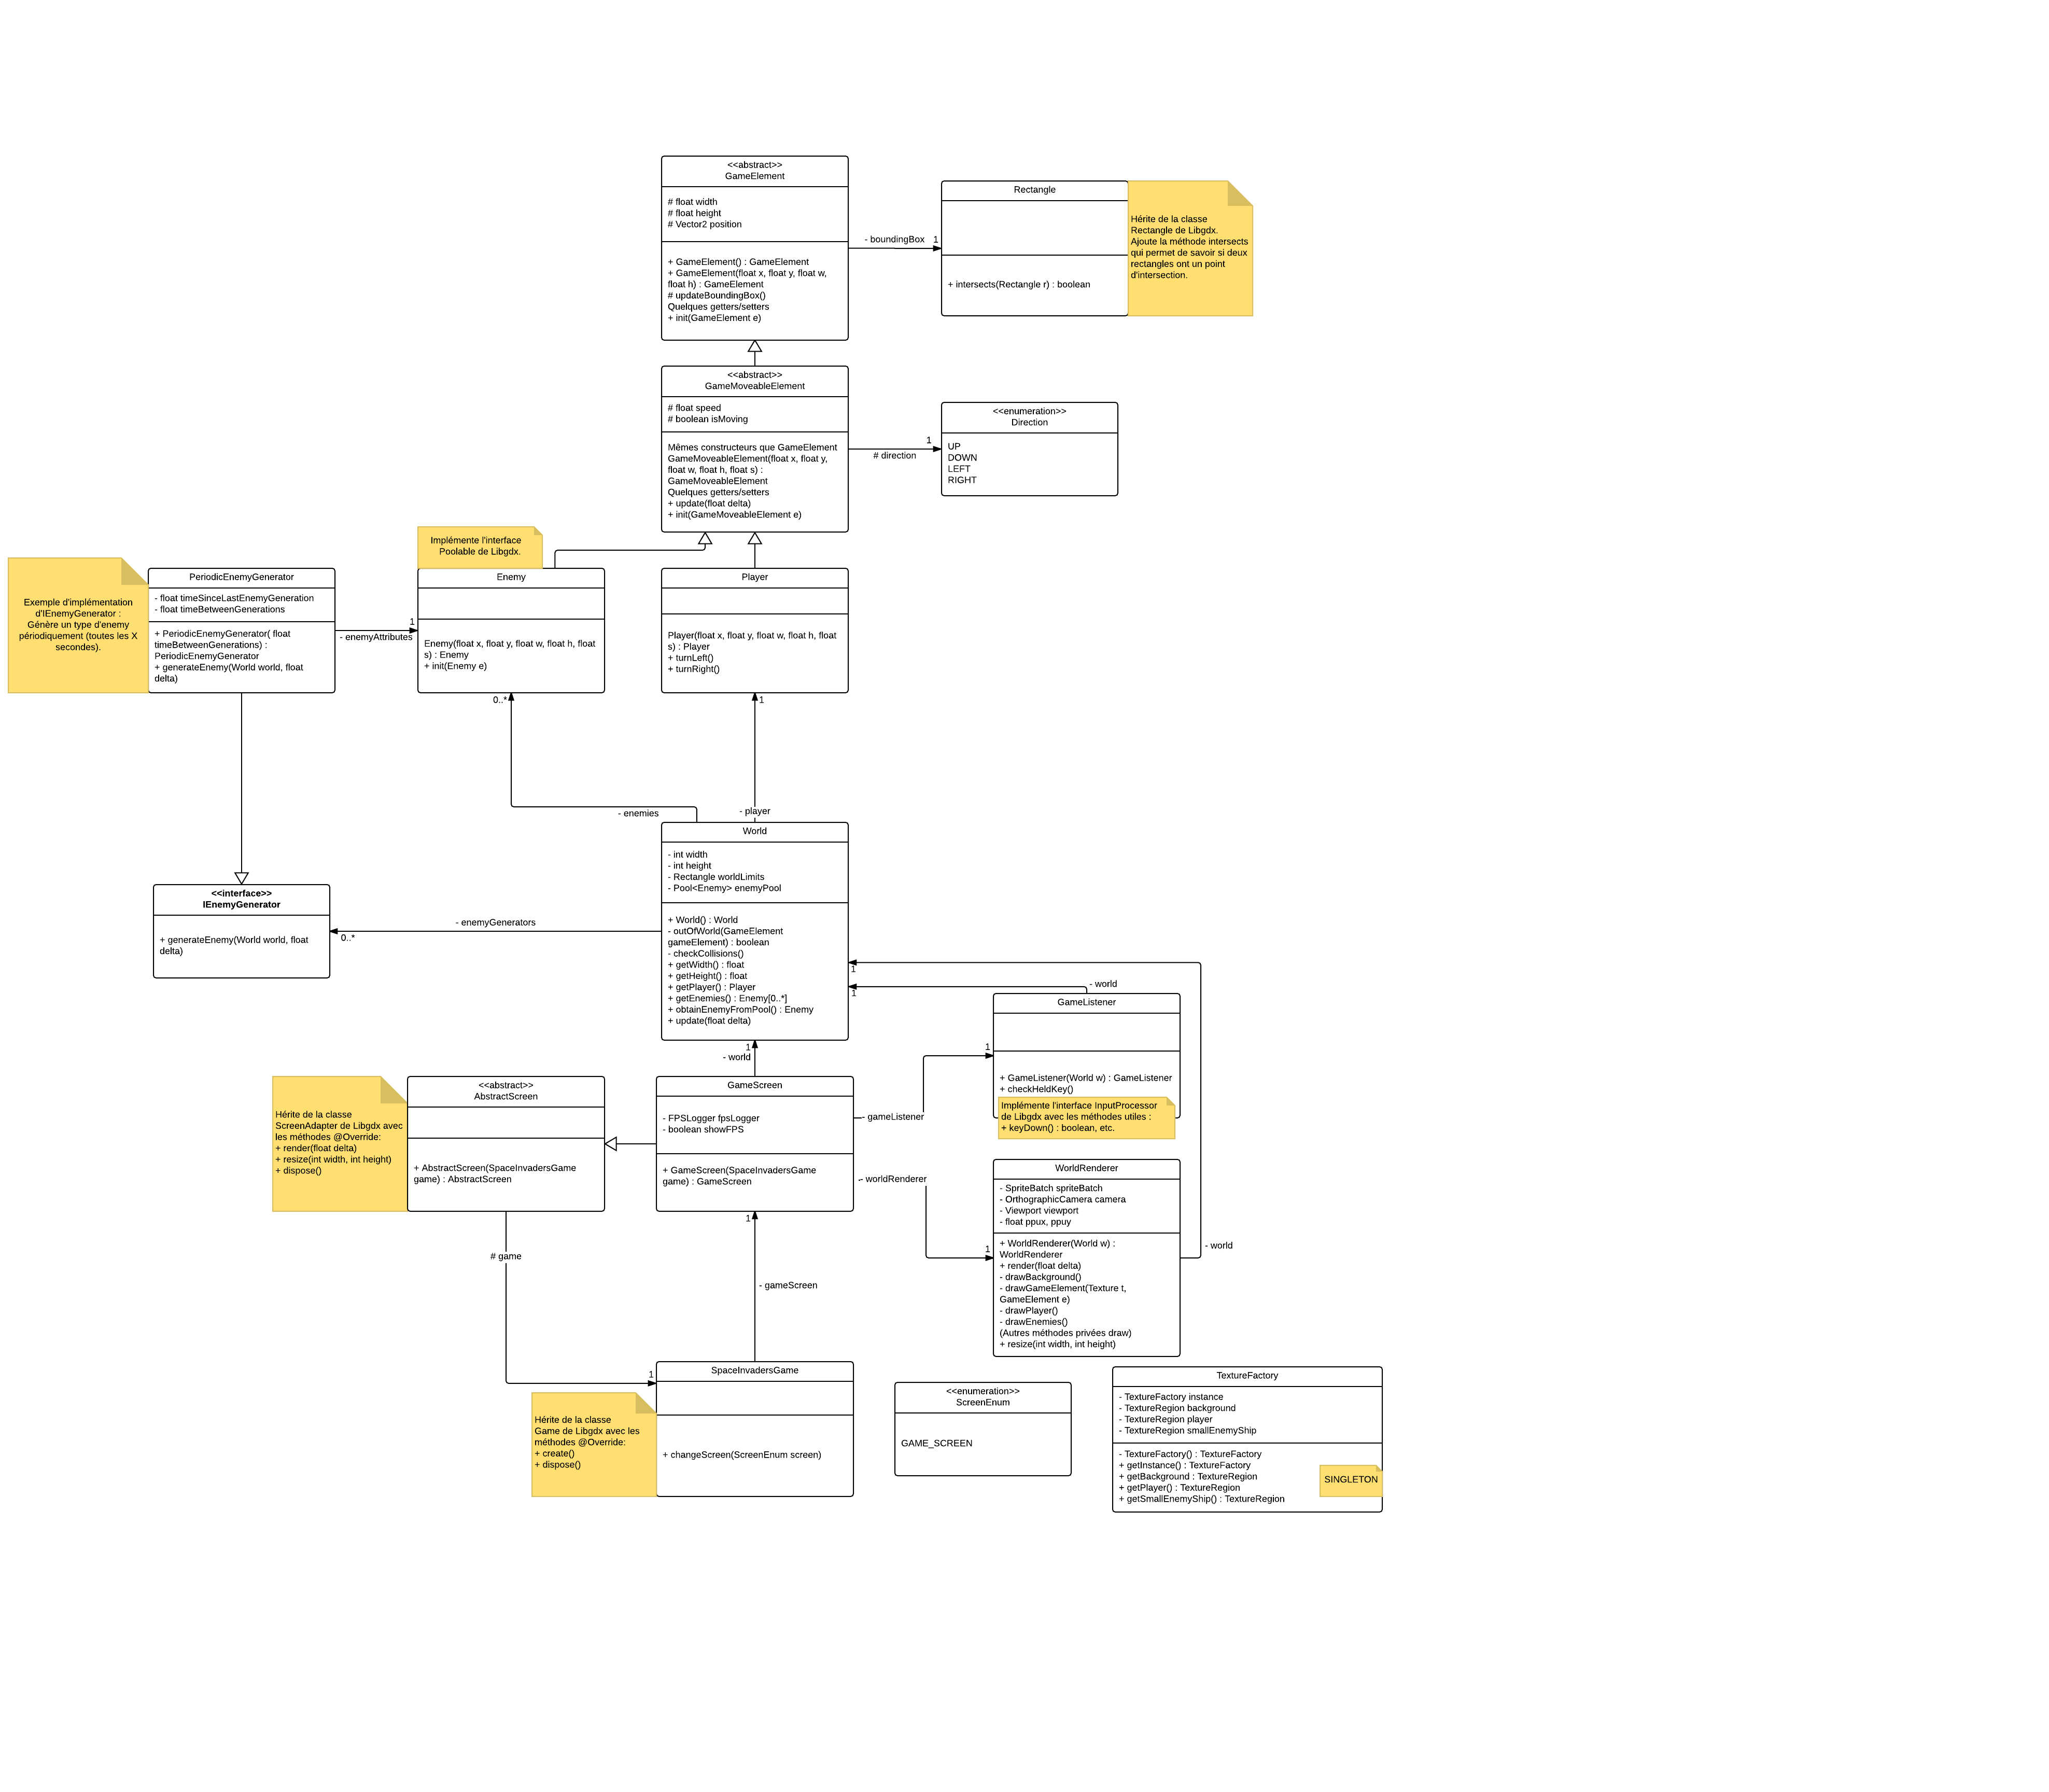 <<abstract>>
GameElement
# float width
# float height
# Vector2 position
+ GameElement() : GameElement
+ GameElement(float x, float y, float w,
float h) : GameElement
# updateBoundingBox()
Quelques getters/setters
+ init(GameElement e)
- boundingBox
1
Rectangle
+ intersects(Rectangle r) : boolean
Hérite de la classe
Rectangle de Libgdx.
Ajoute la méthode intersects
qui permet de savoir si deux
rectangles ont un point
d'intersection.
<<abstract>>
GameMoveableElement
# float speed
# boolean isMoving
Mêmes constructeurs que GameElement
GameMoveableElement(float x, float y,
float w, float h, float s) :
GameMoveableElement
Quelques getters/setters
+ update(float delta)
+ init(GameMoveableElement e)
1
# direction
<<enumeration>>
Direction
UP
DOWN
LEFT
RIGHT
Exemple d'implémentation
d'IEnemyGenerator :
Génère un type d'enemy
périodiquement (toutes les X
secondes).
PeriodicEnemyGenerator
- float timeSinceLastEnemyGeneration
- float timeBetweenGenerations
+ PeriodicEnemyGenerator( float
timeBetweenGenerations) :
PeriodicEnemyGenerator
+ generateEnemy(World world, float
delta)
1
- enemyAttributes
Implémente l'interface
Poolable de Libgdx.
Enemy
Enemy(float x, float y, float w, float h, float
s) : Enemy
+ init(Enemy e)
Player
Player(float x, float y, float w, float h, float
s) : Player
+ turnLeft()
+ turnRight()
0..*
1
- enemies
- player
<<interface>>
IEnemyGenerator
+ generateEnemy(World world, float
delta)
- enemyGenerators
0..*
World
- int width
- int height
- Rectangle worldLimits
- Pool<Enemy> enemyPool
+ World() : World
- outOfWorld(GameElement
gameElement) : boolean
- checkCollisions()
+ getWidth() : float
+ getHeight() : float
+ getPlayer() : Player
+ getEnemies() : Enemy[0..*]
+ obtainEnemyFromPool() : Enemy
+ update(float delta)
1
1
- world
1
- world
GameListener
+ GameListener(World w) : GameListener
+ checkHeldKey()
Implémente l'interface InputProcessor
de Libgdx avec les méthodes utiles :
+ keyDown() : boolean, etc.
1
- gameListener
Hérite de la classe
ScreenAdapter de Libgdx avec
les méthodes @Override:
+ render(float delta)
+ resize(int width, int height)
+ dispose()
<<abstract>>
AbstractScreen
+ AbstractScreen(SpaceInvadersGame
game) : AbstractScreen
GameScreen
- FPSLogger fpsLogger
- boolean showFPS
+ GameScreen(SpaceInvadersGame
game) : GameScreen
- worldRenderer
1
WorldRenderer
- SpriteBatch spriteBatch
- OrthographicCamera camera
- Viewport viewport
- float ppux, ppuy
+ WorldRenderer(World w) :
WorldRenderer
+ render(float delta)
- drawBackground()
- drawGameElement(Texture t,
GameElement e)
- drawPlayer()
- drawEnemies()
(Autres méthodes privées draw)
+ resize(int width, int height)
- world
# game
1
- gameScreen
1
Hérite de la classe
Game de Libgdx avec les
méthodes @Override:
+ create()
+ dispose()
SpaceInvadersGame
+ changeScreen(ScreenEnum screen)
<<enumeration>>
ScreenEnum
GAME_SCREEN
TextureFactory
- TextureFactory instance
- TextureRegion background
- TextureRegion player
- TextureRegion smallEnemyShip
- TextureFactory() : TextureFactory
+ getInstance() : TextureFactory
+ getBackground : TextureRegion
+ getPlayer() : TextureRegion
+ getSmallEnemyShip() : TextureRegion
SINGLETON